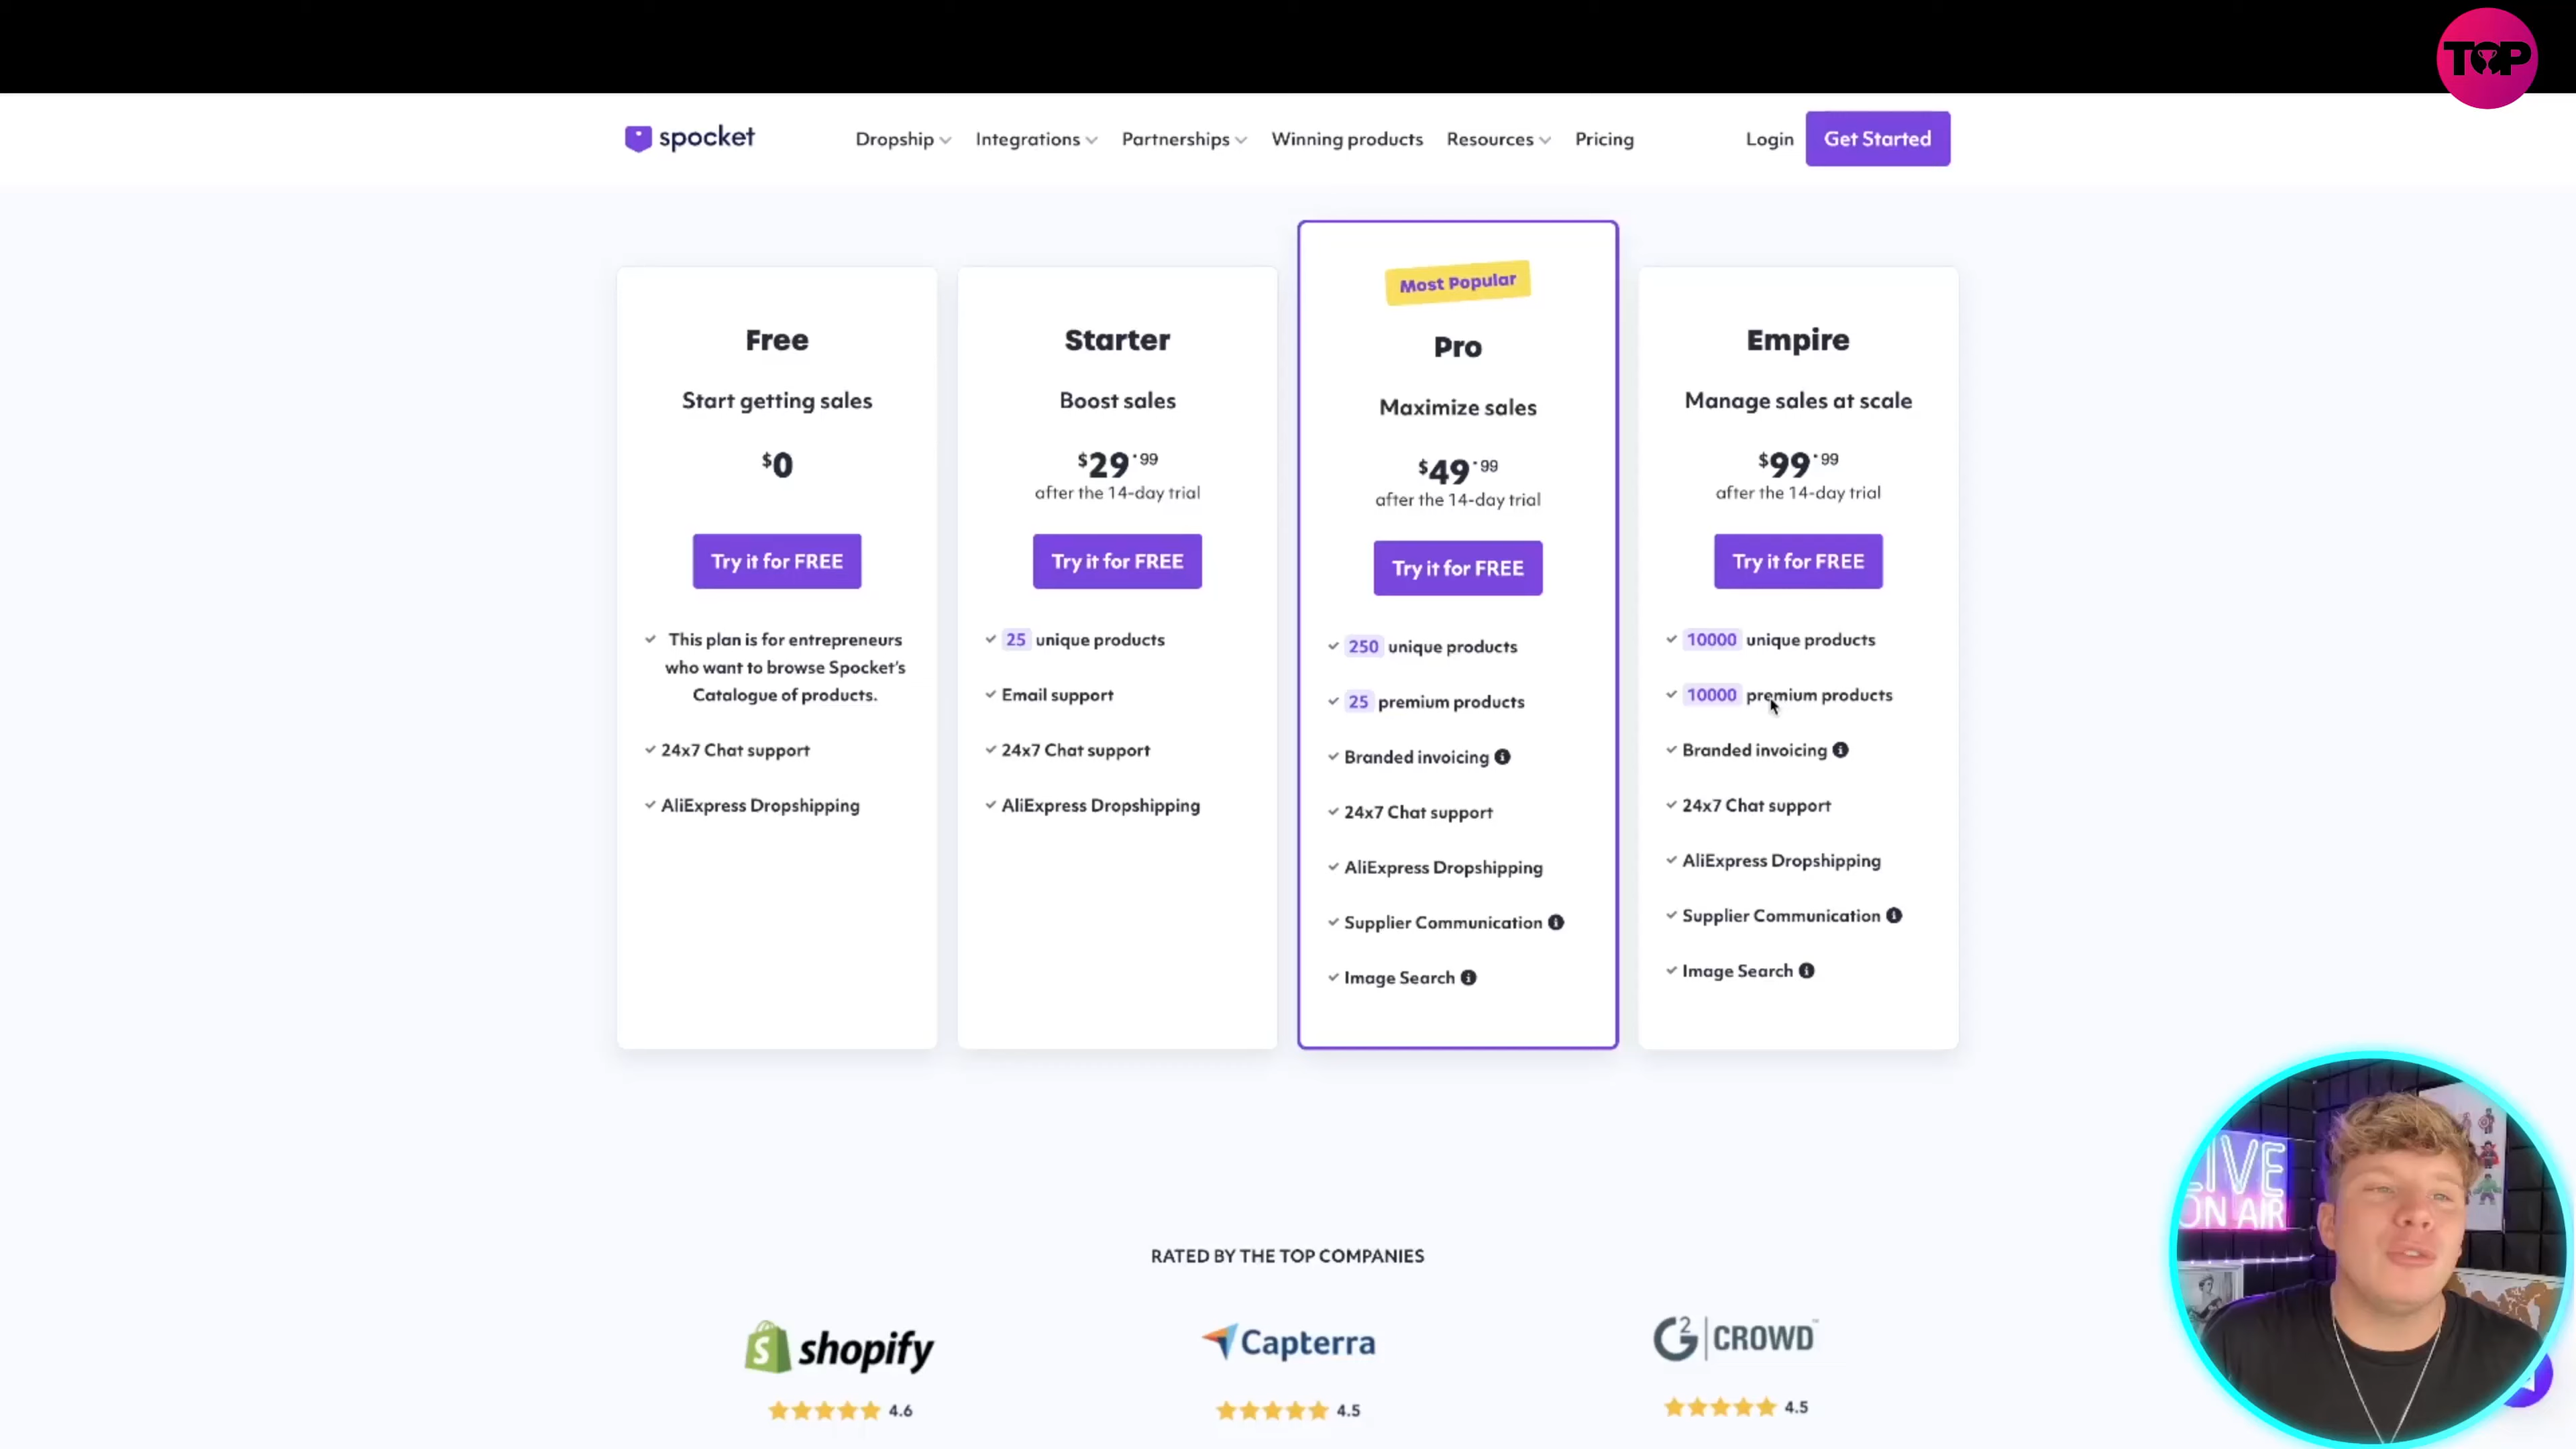 TOP
spocket
Dropship
Integrations
Partnerships
Winning products
Resources
Pricing
Login
Get Started
Free
Start getting sales
$0
Try it for FREE
This plan is for entrepreneurs
who want to browse Spocket's
Catalogue of products.
24x7 Chat support
AliExpress Dropshipping
Starter
Boost sales
$29.99
after the 14-day trial
Try it for FREE
25 unique products
Email support
24x7 Chat support
AliExpress Dropshipping
Most Popular
Pro
Maximize sales
$49.99
after the 14-day trial
Try it for FREE
250 unique products
25 premium products
Branded invoicing
24x7 Chat support
AliExpress Dropshipping
Supplier Communication
Image Search
Empire
Manage sales at scale
$99.99
after the 14-day trial
Try it for FREE
10000 unique products
10000 premium products
Branded invoicing
24x7 Chat support
AliExpress Dropshipping
Supplier Communication
Image Search
RATED BY THE TOP COMPANIES
shopify
4.6
Capterra
4.5
G2 CROWD™
4.5
LIVE
ON AIR